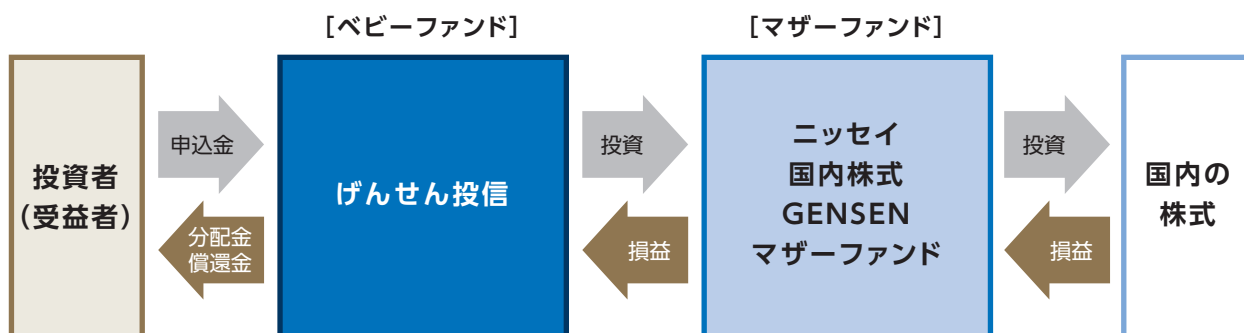 [ベビーファンド]
[マザーファンド]
投資者
(受益者)
申込金
分配金
償還金
げんせん投信
投資
損益
ニッセイ
国内株式
GENSEN
マザーファンド
投資
損益
国内の
株式